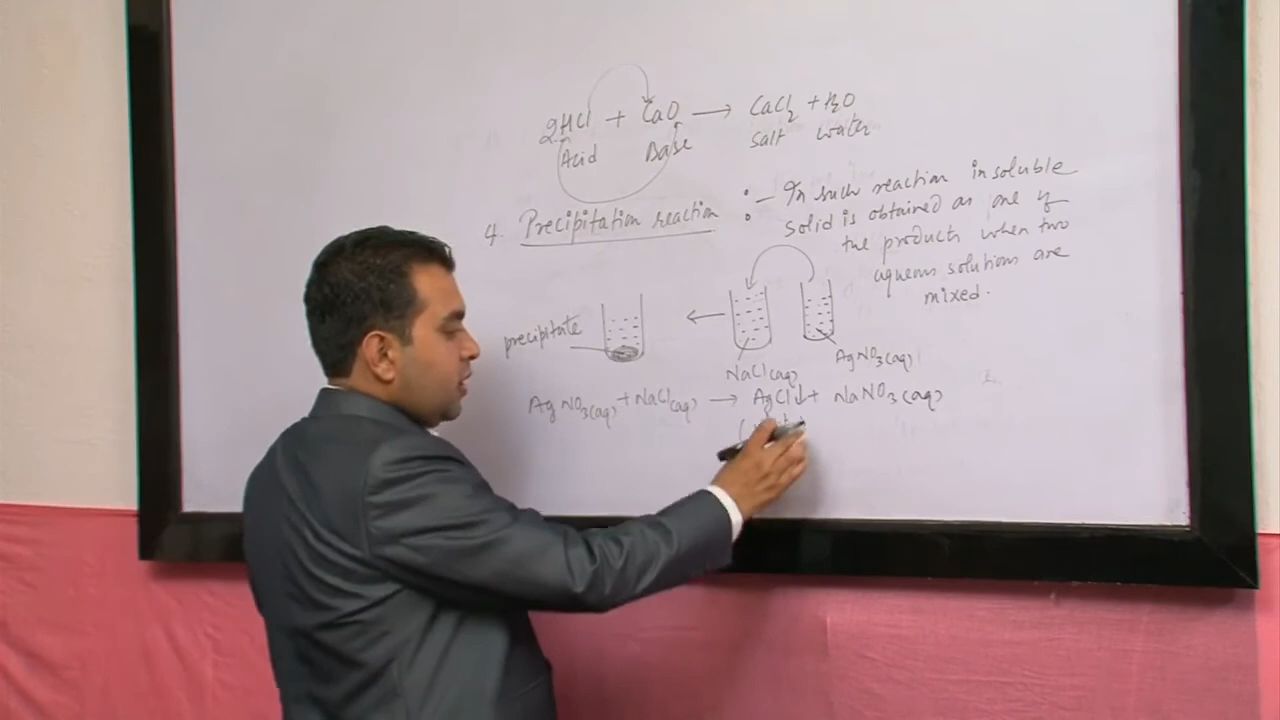 2HCl + CaO → CaCl₂ + H₂O
Acid Base Salt water
4. Precipitation reaction :- In such reaction insoluble
solid is obtained as one of
the products when two
aqueous solutions are
mixed.
precipitate
NaCl(aq) AgNO₃(aq)
AgNO₃(aq) + NaCl(aq) → AgCl↓ + NaNO₃(aq)